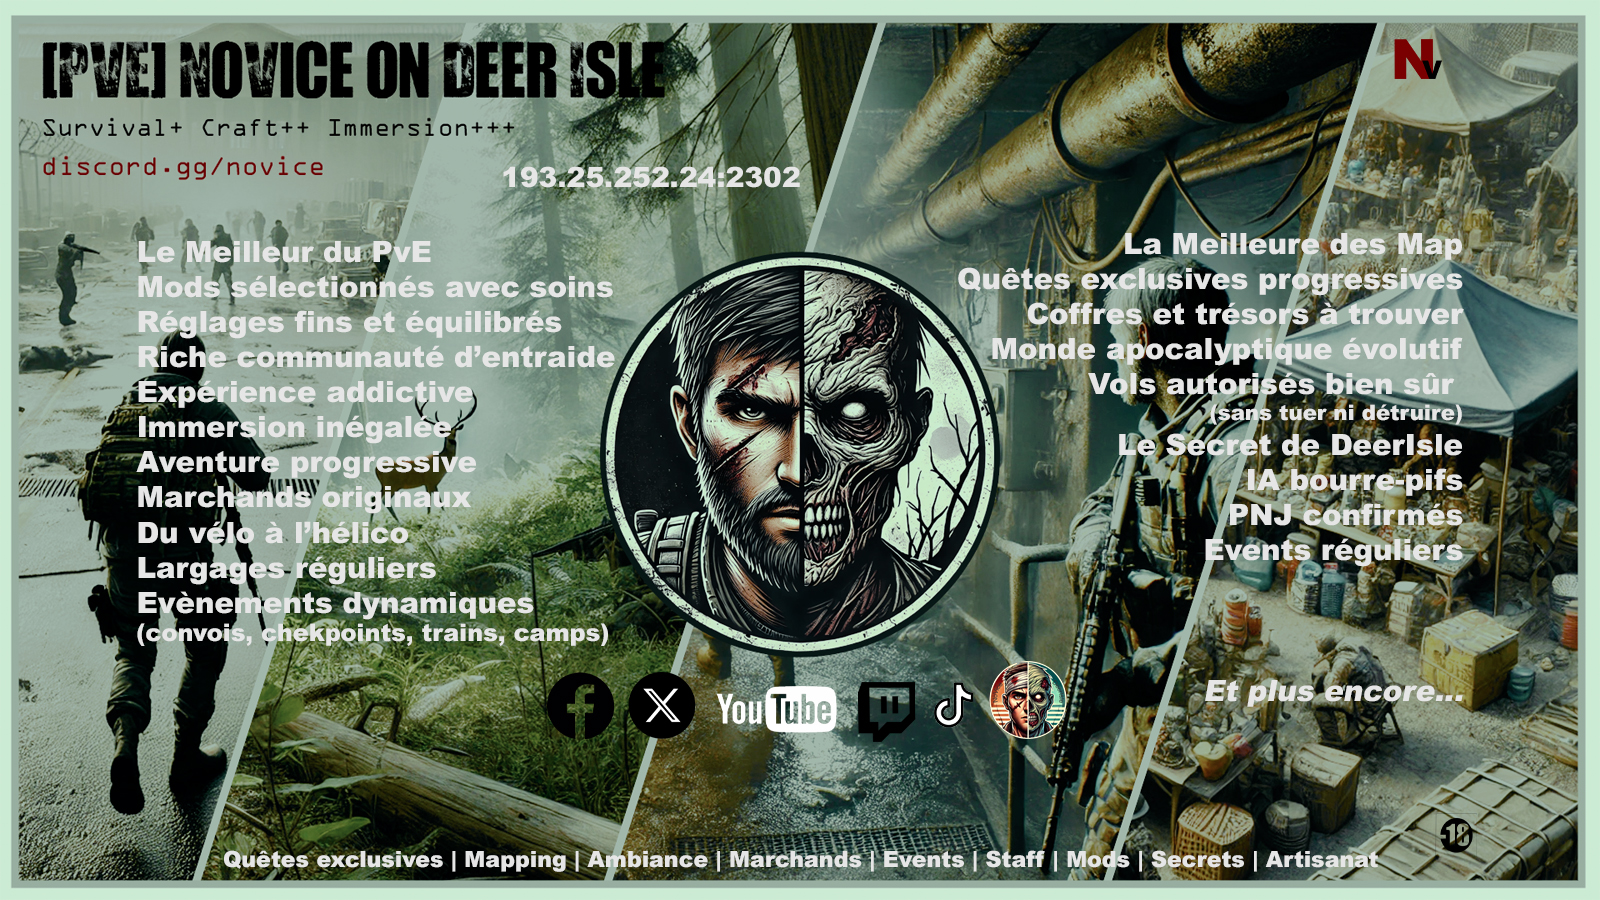 [PVE] NOVICE ON DEER ISLE
Survival+ Craft++ Immersion+++
discord.gg/novice
Nv
193.25.252.24:2302
Le Meilleur du PvE
Mods sélectionnés avec soins
Réglages fins et équilibrés
Riche communauté d’entraide
Expérience addictive
Immersion inégalée
Aventure progressive
Marchands originaux
Du vélo à l’hélico
Largages réguliers
Evènements dynamiques
(convois, chekpoints, trains, camps)
La Meilleure des Map
Quêtes exclusives progressives
Coffres et trésors à trouver
Monde apocalyptique évolutif
Vols autorisés bien sûr
(sans tuer ni détruire)
Le Secret de DeerIsle
IA bourre-pifs
PNJ confirmés
Events réguliers
Et plus encore...
YouTube
-18
Quêtes exclusives | Mapping | Ambiance | Marchands | Events | Staff | Mods | Secrets | Artisanat